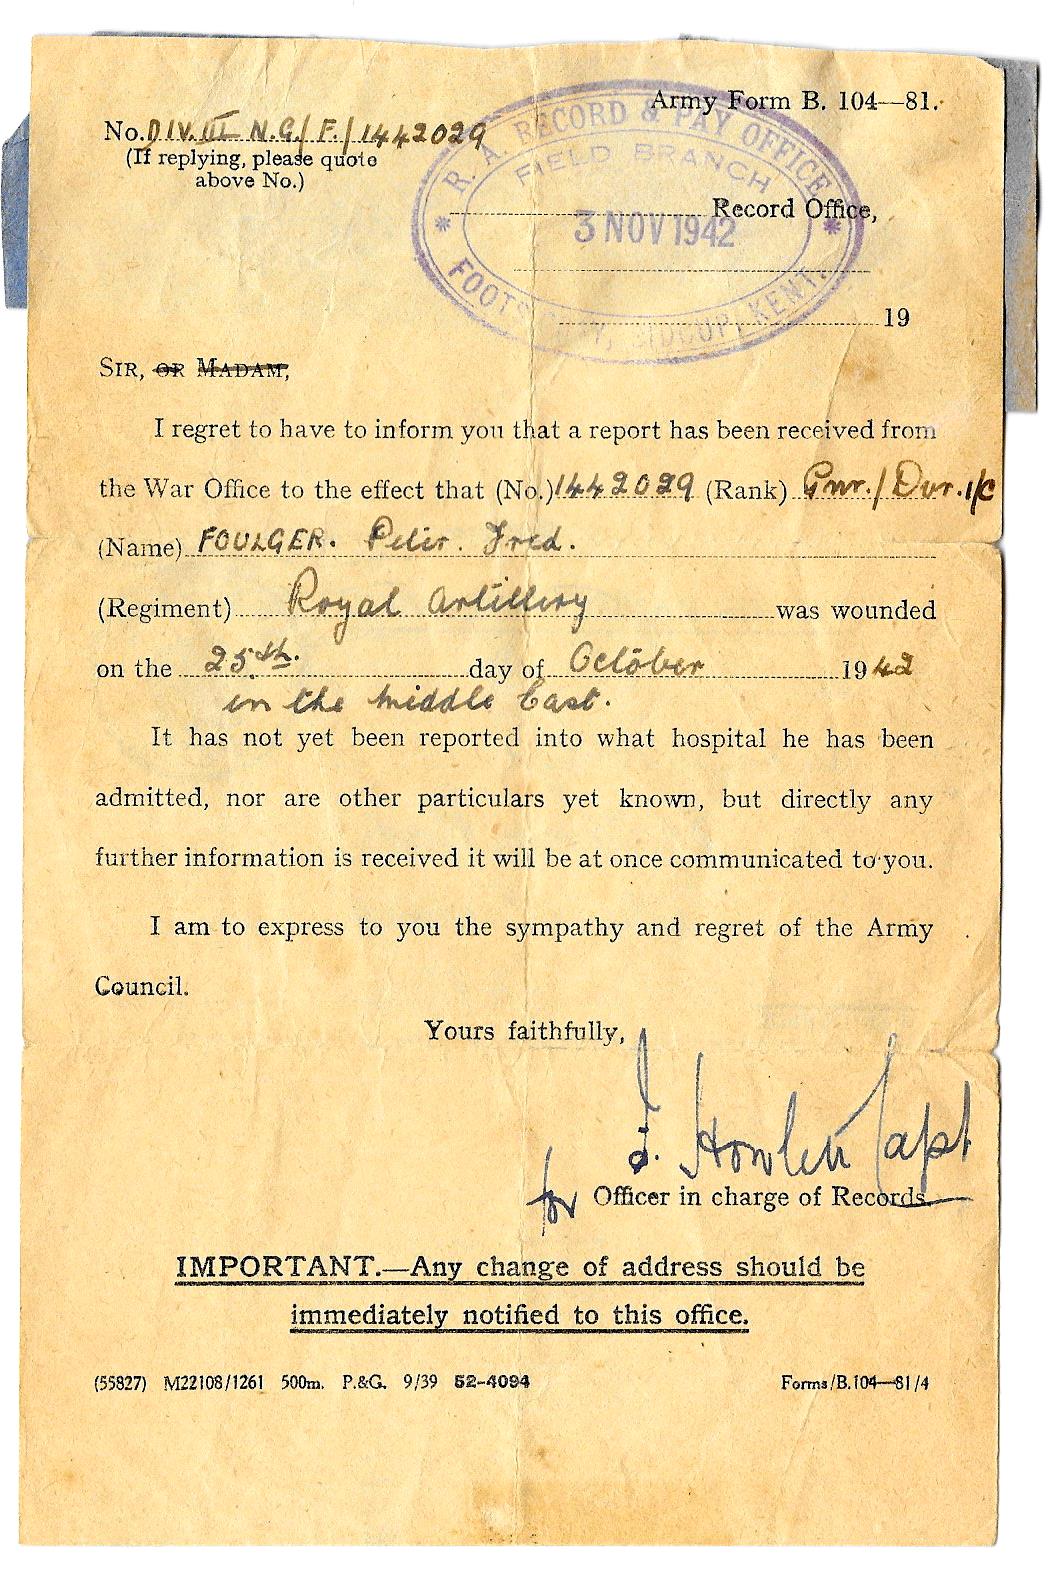 Army Form B. 104—81.
No. DIV. III N.G./F./1442029
(If replying, please quote
above No.)
R. A. RECORD & PAY OFFICE
FIELD BRANCH
Record Office,
3 NOV 1942
KENT.
19
SIR, OR MADAM,
I regret to have to inform you that a report has been received from
the War Office to the effect that (No.) 1442029 (Rank) Gnr./Dvr. i/c
(Name) FOULGER. Peter. Fred.
(Regiment) Royal Artillery was wounded
on the 25th. day of October 1942
in the Middle East.
It has not yet been reported into what hospital he has been
admitted, nor are other particulars yet known, but directly any
further information is received it will be at once communicated to you.
I am to express to you the sympathy and regret of the Army
Council.
Yours faithfully,
Capt
for Officer in charge of Records
IMPORTANT.—Any change of address should be
immediately notified to this office.
(55827) M22108/1261 500m. P.&G. 9/39 52-4094 Forms/B.104—81/4